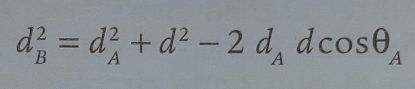 d_B^2 = d_A^2 + d^2 − 2 d_A d cosθ_A